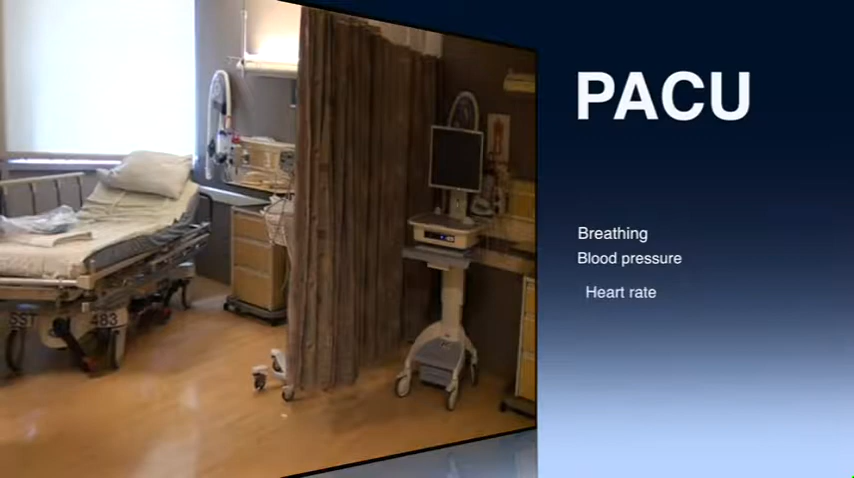 PACU
Breathing
Blood pressure
Heart rate
SST
483